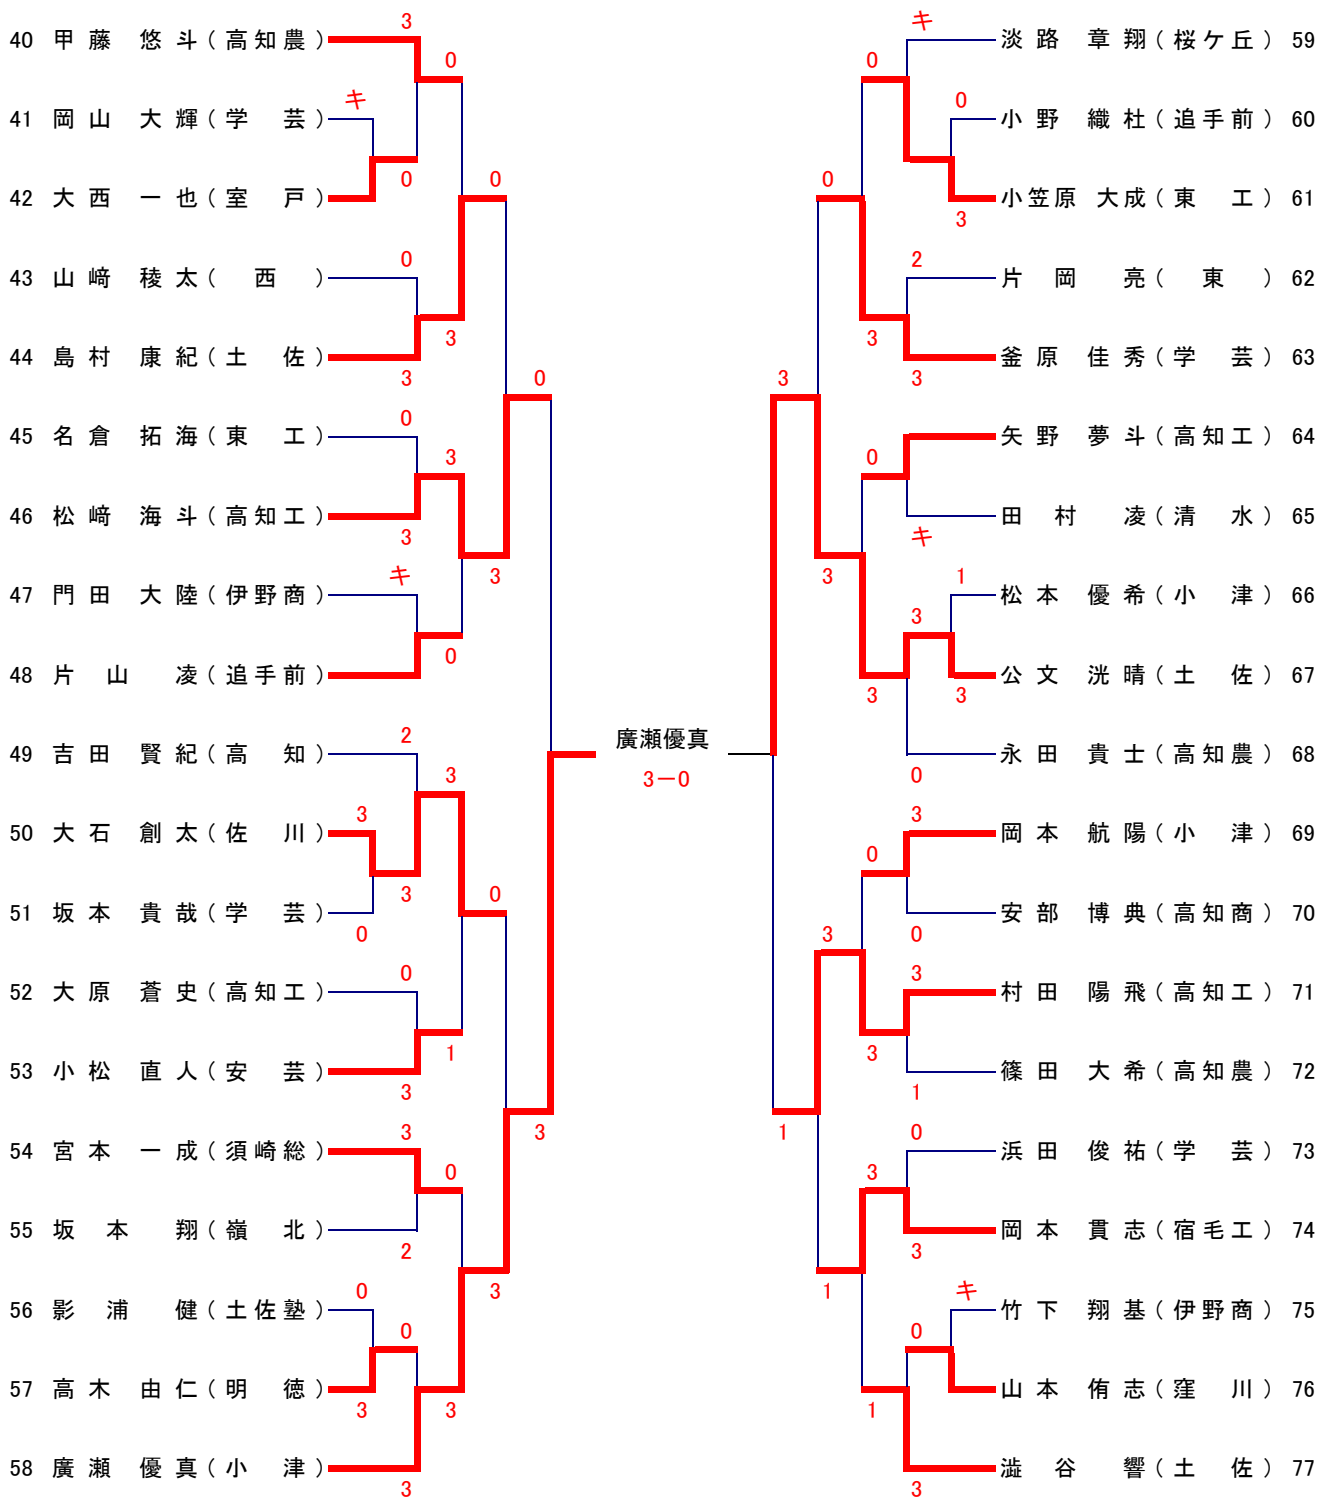 3
キ
40 甲藤 悠斗(高知農)
淡路 章翔(桜ケ丘) 59
0
0
キ
0
41 岡山 大輝(学 芸)
小野 織杜(追手前) 60
0
0
0
42 大西 一也(室 戸)
小笠原 大成(東 工) 61
3
0
2
43 山﨑 稜太( 西 )
片岡 亮( 東 ) 62
3
3
44 島村 康紀(土 佐)
釜原 佳秀(学 芸) 63
3
0
3
3
0
45 名倉 拓海(東 工)
矢野 夢斗(高知工) 64
3
0
46 松﨑 海斗(高知工)
田村 凌(清 水) 65
3
キ
キ
3
3
1
47 門田 大陸(伊野商)
松本 優希(小 津) 66
3
0
48 片山 凌(追手前)
公文 洸晴(土 佐) 67
3
3
2
廣瀬優真
49 吉田 賢紀(高 知)
永田 貴士(高知農) 68
3
3－0
0
3
3
50 大石 創太(佐 川)
岡本 航陽(小 津) 69
0
3
0
51 坂本 貴哉(学 芸)
安部 博典(高知商) 70
0
3
0
0
3
52 大原 蒼史(高知工)
村田 陽飛(高知工) 71
1
3
53 小松 直人(安 芸)
篠田 大希(高知農) 72
3
1
3
3
1
0
54 宮本 一成(須崎総)
浜田 俊祐(学 芸) 73
0
3
55 坂本 翔(嶺 北)
岡本 貫志(宿毛工) 74
2
3
0
3
1
キ
56 影浦 健(土佐塾)
竹下 翔基(伊野商) 75
0
0
57 高木 由仁(明 徳)
山本 侑志(窪 川) 76
3
3
1
58 廣瀬 優真(小 津)
澁谷 響(土 佐) 77
3
3